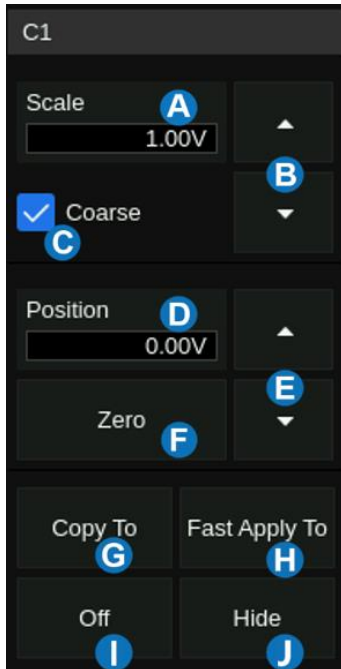 C1
Scale A
1.00V
B
Coarse
C
Position D
0.00V
E
Zero
F
Copy To Fast Apply To
G H
Off Hide
I J